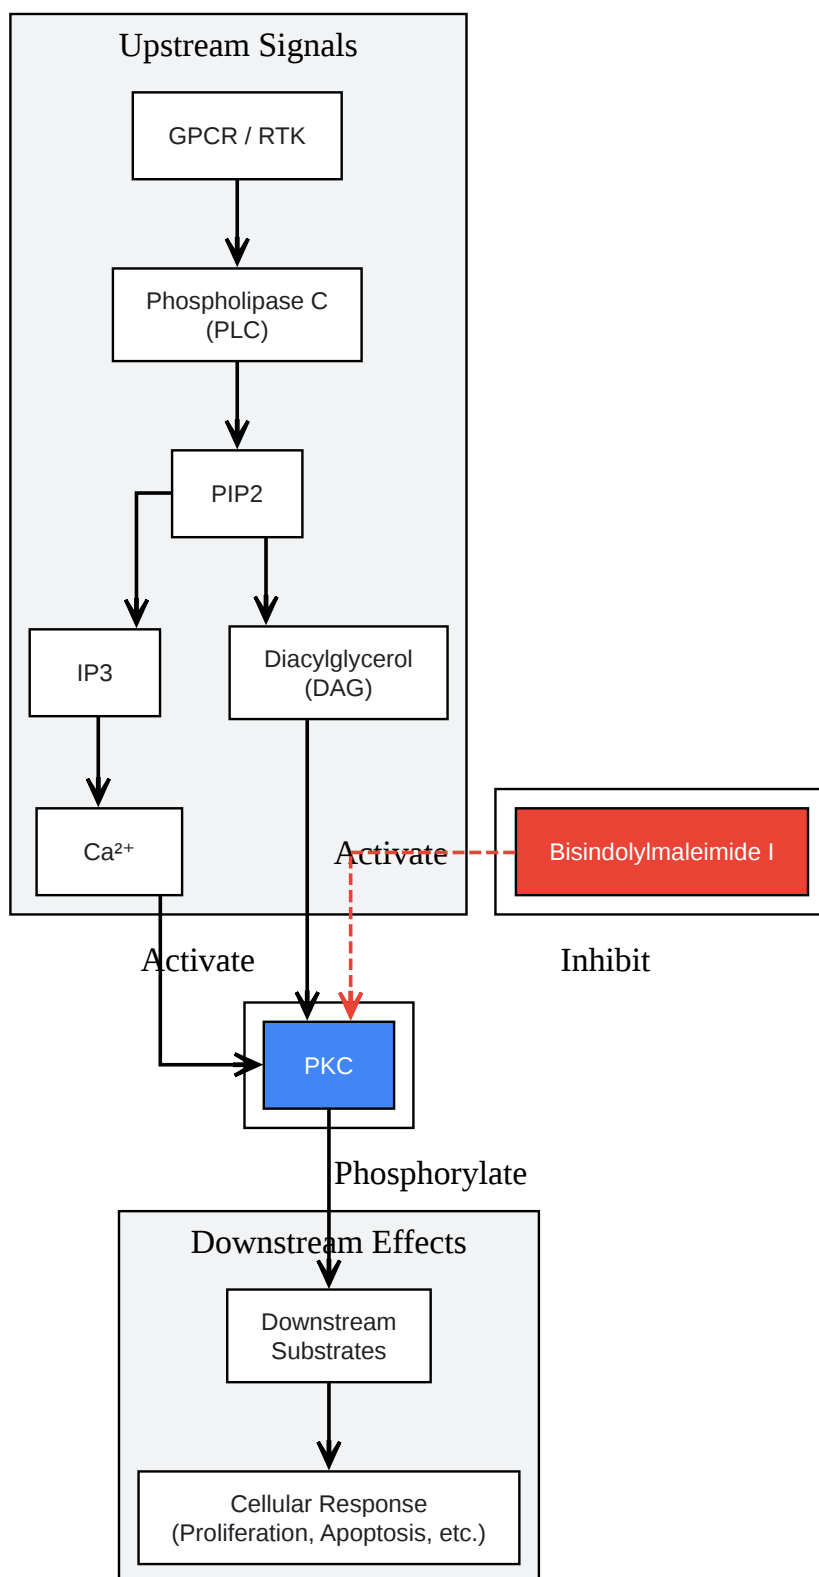 Upstream Signals
GPCR / RTK
Phospholipase C
(PLC)
PIP2
IP3
Diacylglycerol
(DAG)
Ca²⁺
Activate
Bisindolylmaleimide I
Activate
Inhibit
PKC
Phosphorylate
Downstream Effects
Downstream
Substrates
Cellular Response
(Proliferation, Apoptosis, etc.)